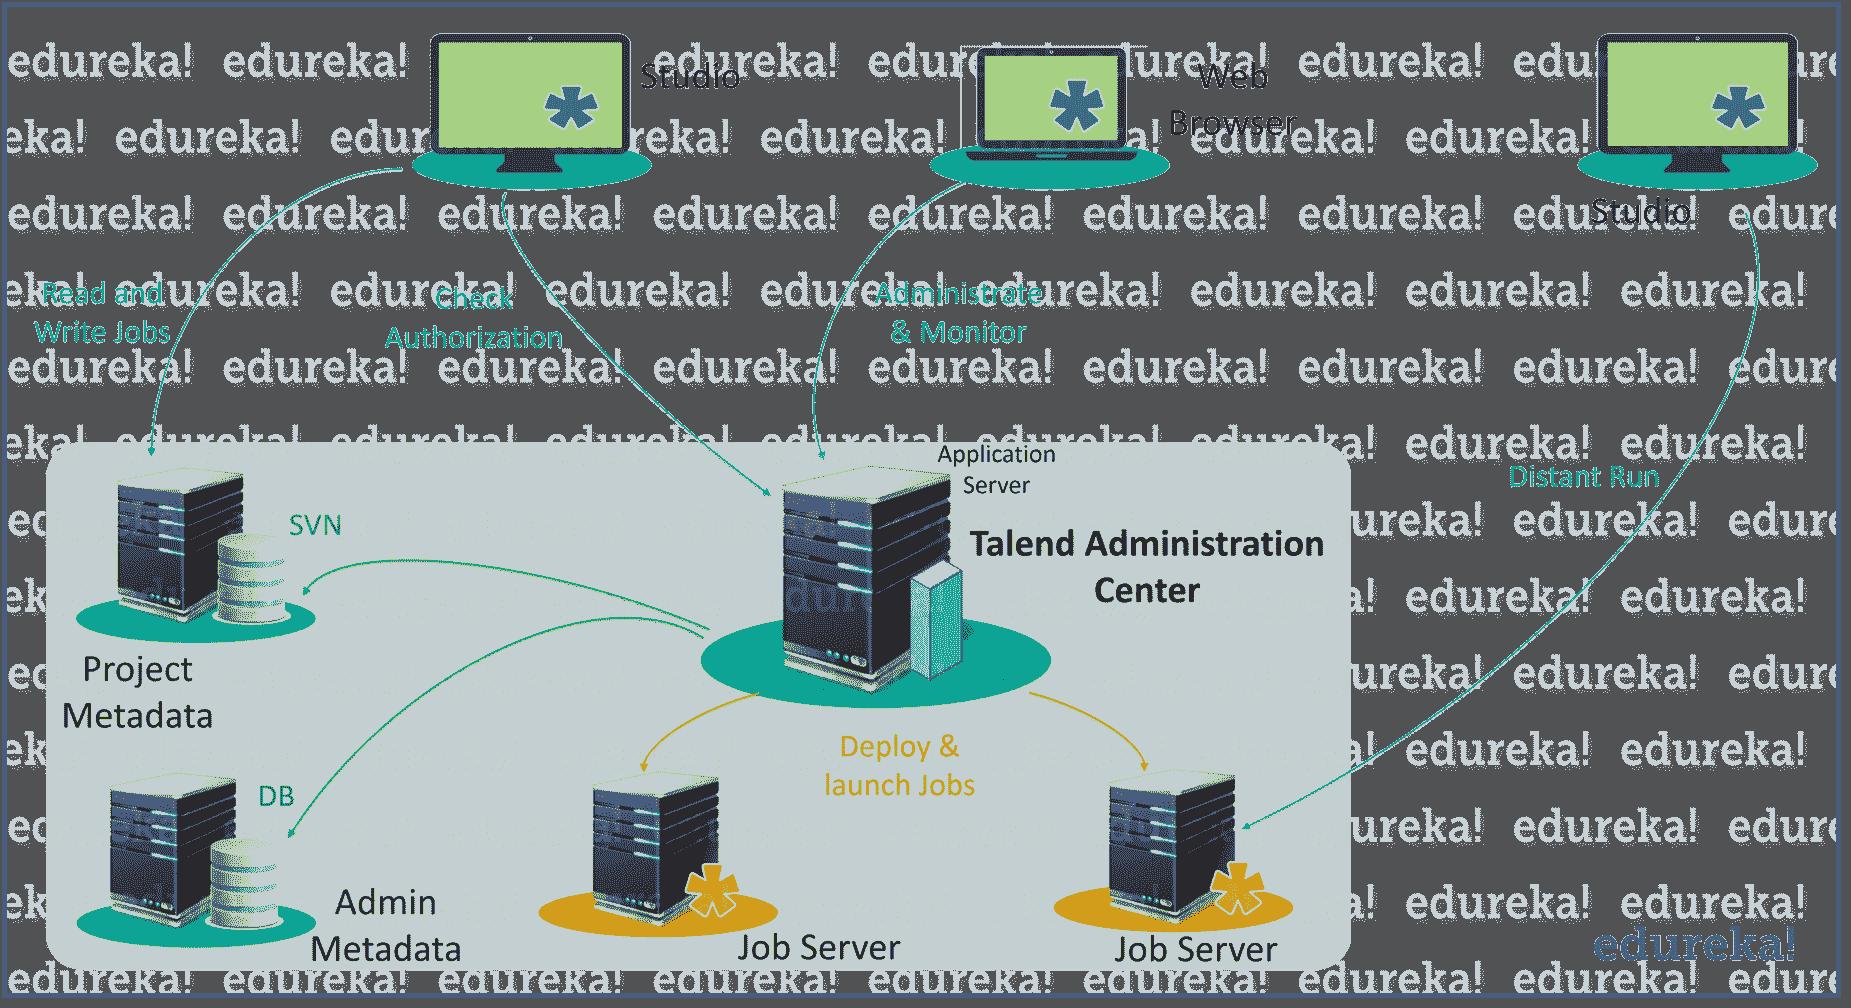 Studio
Web
Browser
Studio
Read and
Write Jobs
Check
Authorization
Administrate
& Monitor
Distant Run
Application
Server
Talend Administration
Center
SVN
Project
Metadata
DB
Admin
Metadata
Deploy &
launch Jobs
Job Server
Job Server
edureka!